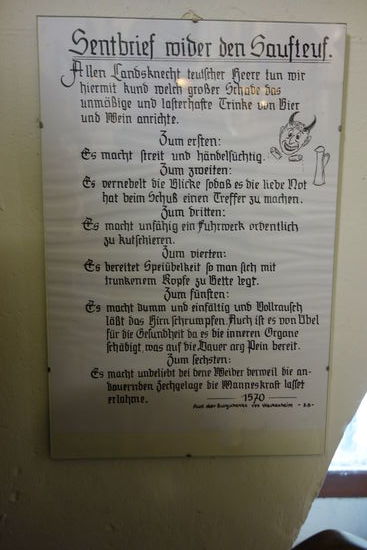 Sentbrief wider den Saufteuf.
Allen Landsknecht teutscher Heere tun wir
hiermit kund welch großer Schade das
unmäßige und lasterhafte Trinke von Bier
und Wein anrichte.
Zum ersten:
Es macht streit und händelsüchtig.
Zum zweiten:
Es vernebelt die Blicke sodaß es die liebe Not
hat beim Schuß einen Treffer zu machen.
Zum dritten:
Es macht unfähig ein Fuhrwerk ordentlich
zu kutschieren.
Zum vierten:
Es bereitet Speiübelkeit so man sich mit
trunkenem Kopfe zu Bette legt.
Zum fünften:
Es macht dumm und einfältig und Vollrausch
läßt das Hirn schrumpfen. Auch ist es von Übel
für die Gesundheit da es die inneren Organe
schädigt, was auf die Dauer arg Pein bereit.
Zum sechsten:
Es macht unbeliebt bei dene Weiber derweil die an-
dauernden Zechgelage die Manneskraft lasset
erlahme.
1570